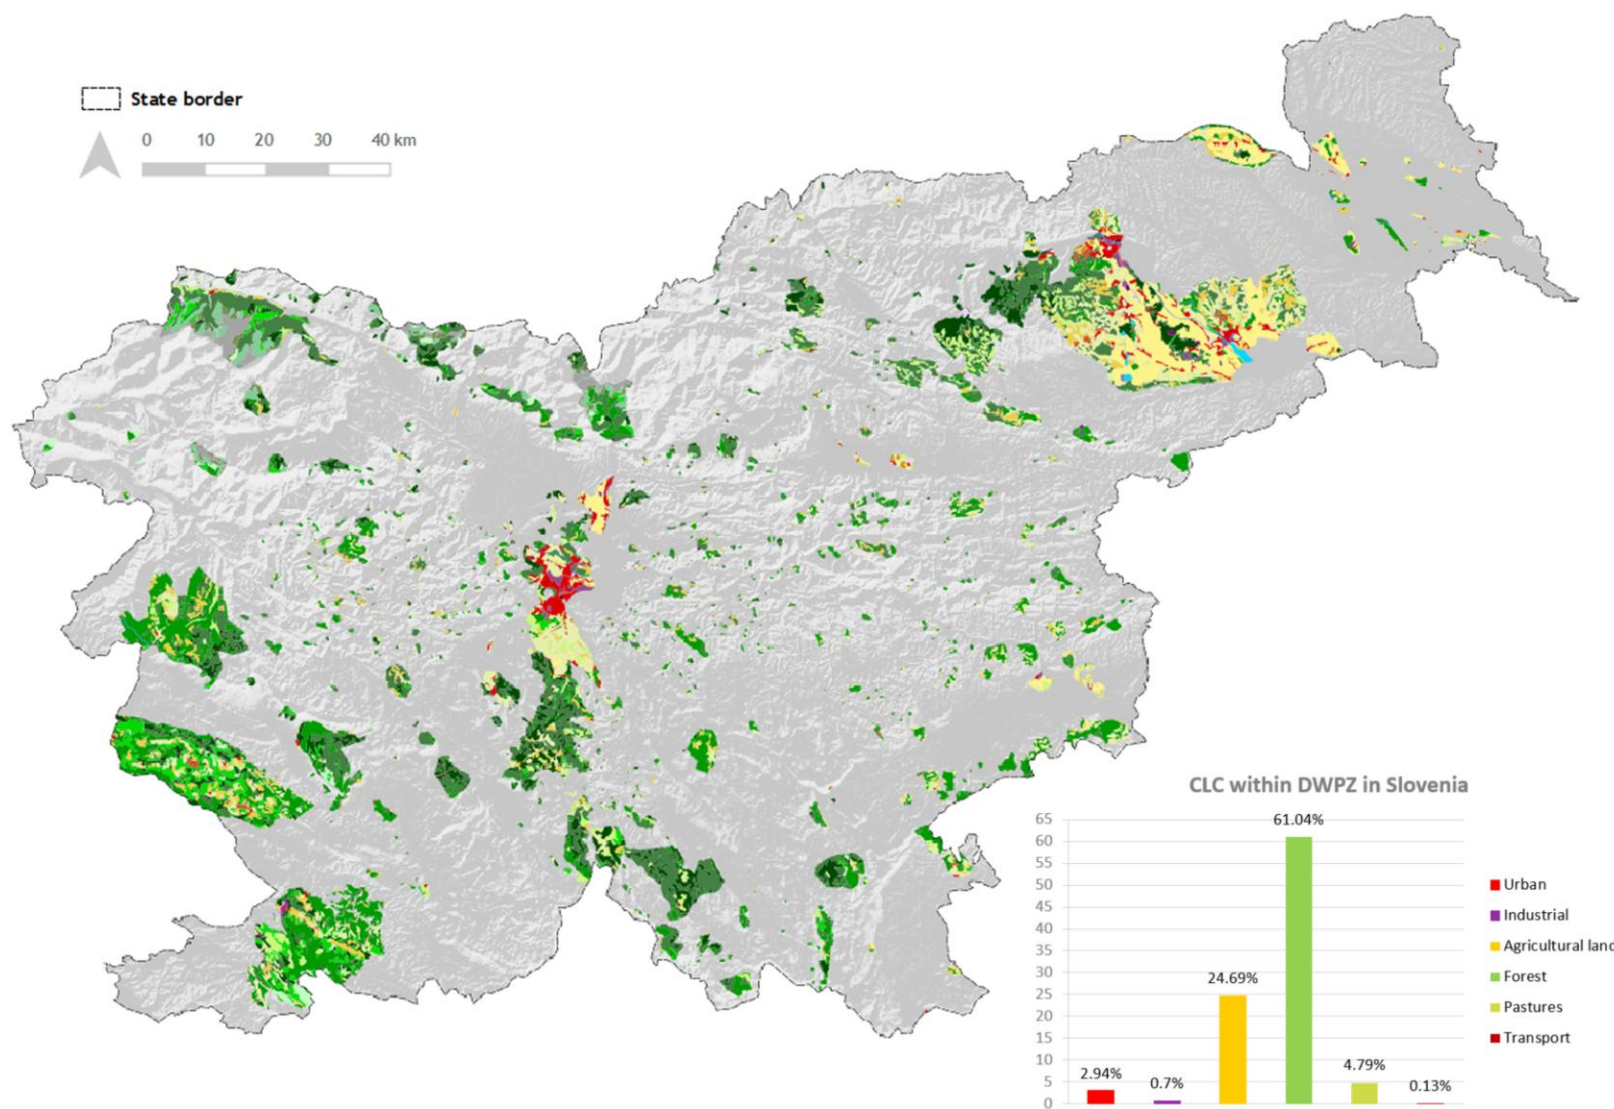 State border
0 10 20 30 40 km
CLC within DWPZ in Slovenia
65
60
55
50
45
40
35
30
25
20
15
10
5
0
2.94%
0.7%
24.69%
61.04%
4.79%
0.13%
Urban
Industrial
Agricultural land
Forest
Pastures
Transport